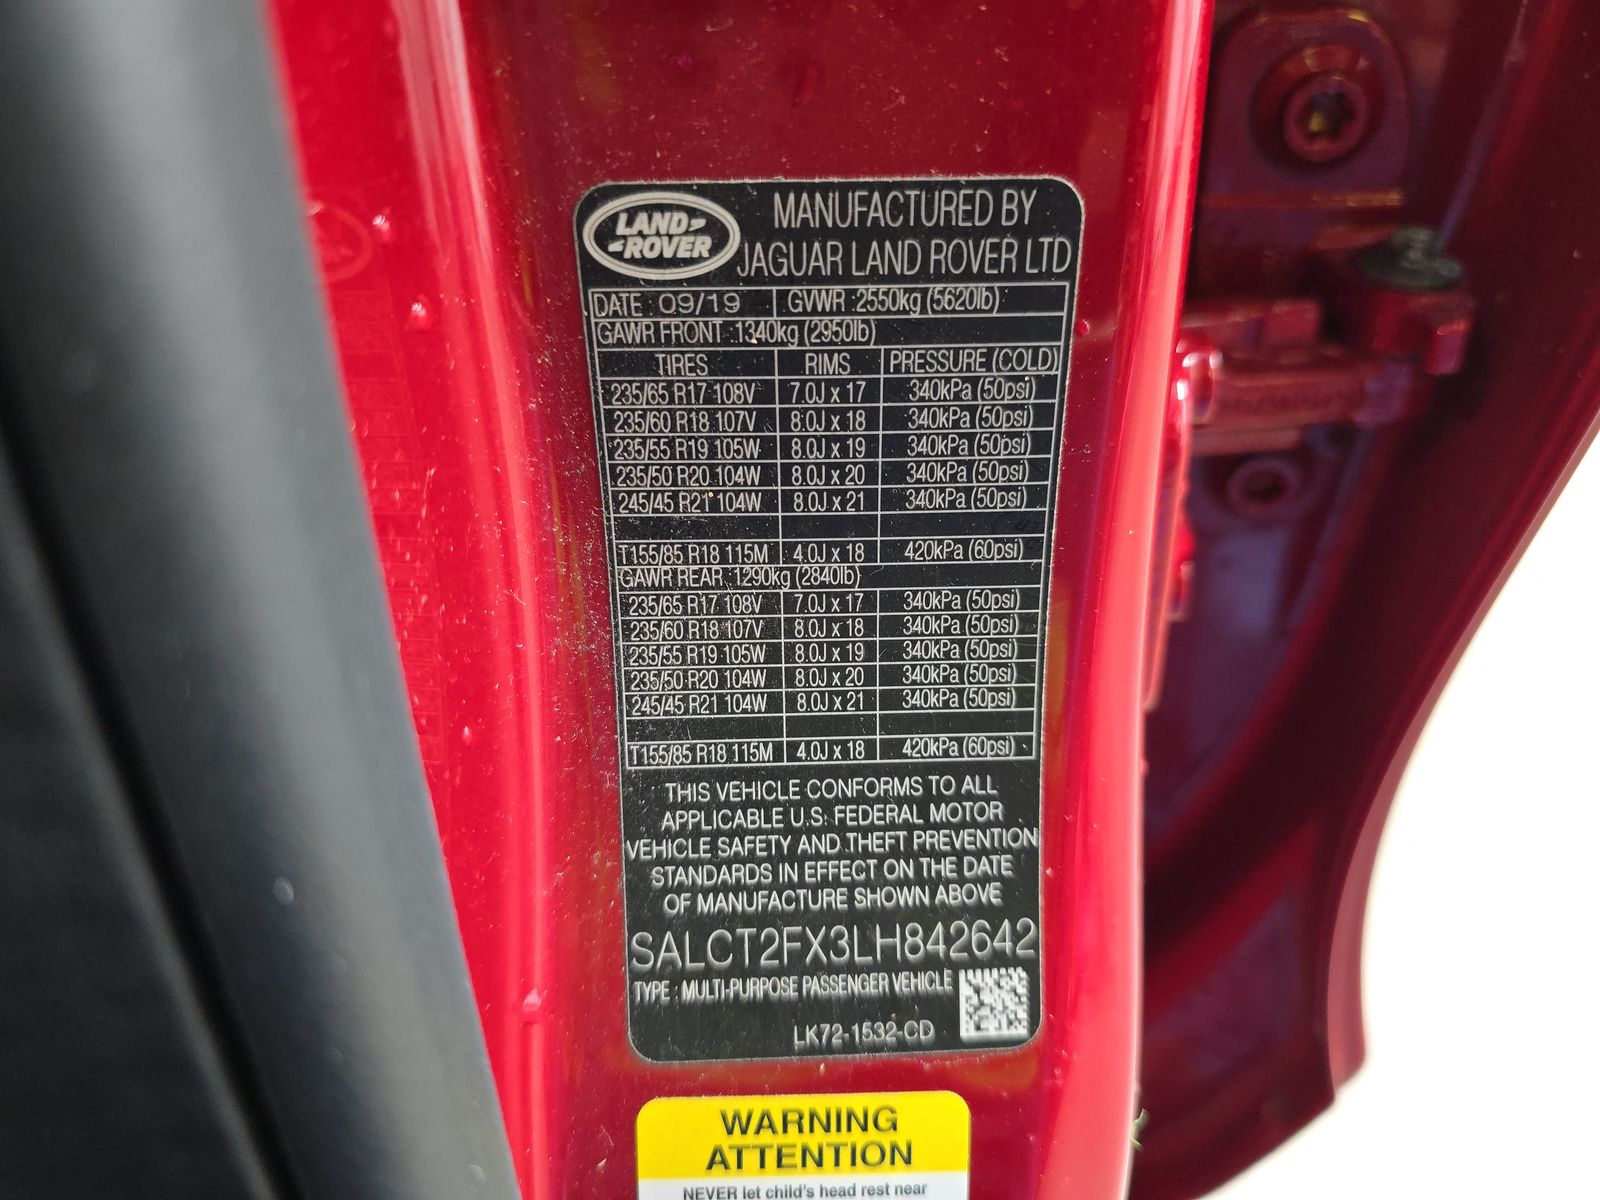 LAND ROVER
MANUFACTURED BY
JAGUAR LAND ROVER LTD
DATE :09/19 GVWR :2550kg (5620lb)
GAWR FRONT :1340kg (2950lb)
TIRES RIMS PRESSURE (COLD)
235/65 R17 108V 7.0J x 17 340kPa (50psi)
235/60 R18 107V 8.0J x 18 340kPa (50psi)
235/55 R19 105W 8.0J x 19 340kPa (50psi)
235/50 R20 104W 8.0J x 20 340kPa (50psi)
245/45 R21 104W 8.0J x 21 340kPa (50psi)
T155/85 R18 115M 4.0J x 18 420kPa (60psi)
GAWR REAR :1290kg (2840lb)
235/65 R17 108V 7.0J x 17 340kPa (50psi)
235/60 R18 107V 8.0J x 18 340kPa (50psi)
235/55 R19 105W 8.0J x 19 340kPa (50psi)
235/50 R20 104W 8.0J x 20 340kPa (50psi)
245/45 R21 104W 8.0J x 21 340kPa (50psi)
T155/85 R18 115M 4.0J x 18 420kPa (60psi)
THIS VEHICLE CONFORMS TO ALL
APPLICABLE U.S. FEDERAL MOTOR
VEHICLE SAFETY AND THEFT PREVENTION
STANDARDS IN EFFECT ON THE DATE
OF MANUFACTURE SHOWN ABOVE
SALCT2FX3LH842642
TYPE : MULTI-PURPOSE PASSENGER VEHICLE
LK72-1532-CD
WARNING
ATTENTION
NEVER let child's head rest near